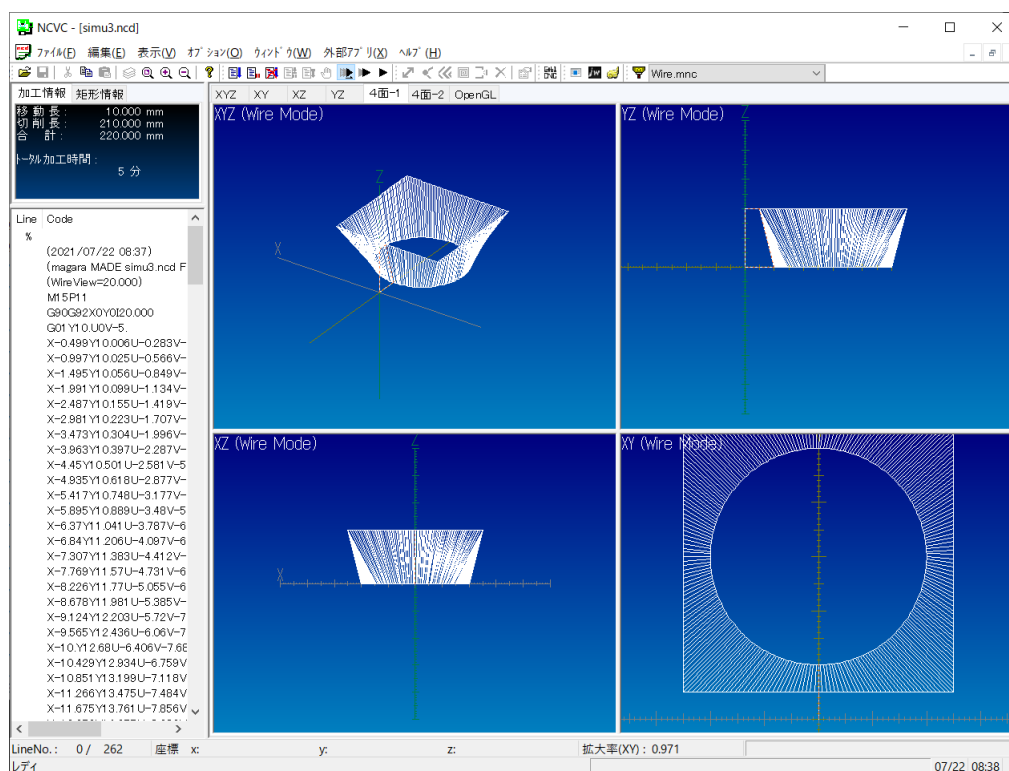 NCVC - [simu3.ncd]
ファイル(F) 編集(E) 表示(V) オプション(O) ウィンドウ(W) 外部アプリ(X) ヘルプ(H)
Wire.mnc
加工情報 矩形情報
移動長: 10.000 mm
切削長: 210.000 mm
合 計: 220.000 mm
トータル加工時間:
5 分
XYZ XY XZ YZ 4面-1 4面-2 OpenGL
XYZ (Wire Mode)
Z
X
YZ (Wire Mode)
Z
XZ (Wire Mode)
Z
X
XY (Wire Mode)
Line Code
%
(2021/07/22 08:37)
(magara MADE simu3.ncd F
(WireView=20.000)
M15P11
G90G92X0Y0I20.000
G01Y10.U0V-5.
X-0.499Y10.006U-0.283V-
X-0.997Y10.025U-0.566V-
X-1.495Y10.056U-0.849V-
X-1.991Y10.099U-1.134V-
X-2.487Y10.155U-1.419V-
X-2.981Y10.223U-1.707V-
X-3.473Y10.304U-1.996V-
X-3.963Y10.397U-2.287V-
X-4.45Y10.501U-2.581V-5
X-4.935Y10.618U-2.877V-
X-5.417Y10.748U-3.177V-
X-5.895Y10.889U-3.48V-5
X-6.37Y11.041U-3.787V-6
X-6.84Y11.206U-4.097V-6
X-7.307Y11.383U-4.412V-
X-7.769Y11.57U-4.731V-6
X-8.226Y11.77U-5.055V-6
X-8.678Y11.981U-5.385V-
X-9.124Y12.203U-5.72V-7
X-9.565Y12.436U-6.06V-7
X-10.Y12.68U-6.406V-7.68
X-10.429Y12.934U-6.759V
X-10.851Y13.199U-7.118V
X-11.266Y13.475U-7.484V
X-11.675Y13.761U-7.856V
LineNo.: 0 / 262 座標 x: y: z: 拡大率(XY) : 0.971
レディ 07/22 08:38